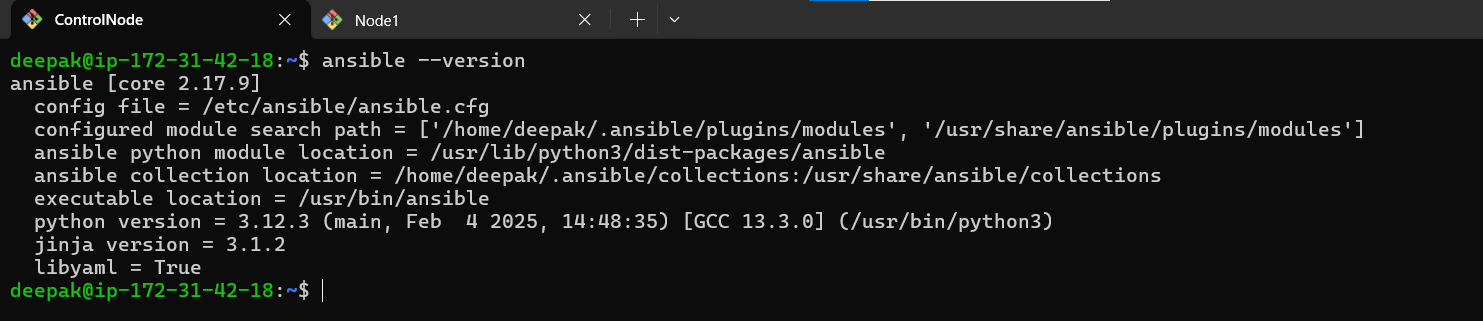 ControlNode
Node1
deepak@ip-172-31-42-18:~$ ansible --version
ansible [core 2.17.9]
  config file = /etc/ansible/ansible.cfg
  configured module search path = ['/home/deepak/.ansible/plugins/modules', '/usr/share/ansible/plugins/modules']
  ansible python module location = /usr/lib/python3/dist-packages/ansible
  ansible collection location = /home/deepak/.ansible/collections:/usr/share/ansible/collections
  executable location = /usr/bin/ansible
  python version = 3.12.3 (main, Feb  4 2025, 14:48:35) [GCC 13.3.0] (/usr/bin/python3)
  jinja version = 3.1.2
  libyaml = True
deepak@ip-172-31-42-18:~$